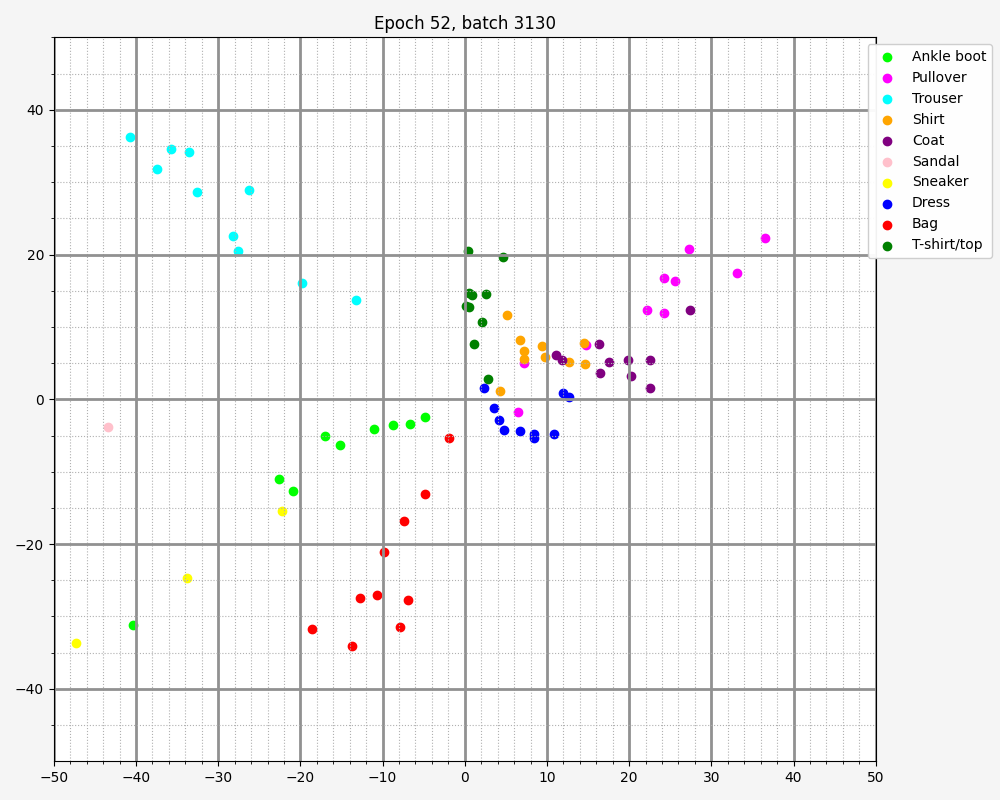 Epoch 52, batch 3130
Ankle boot
Pullover
Trouser
Shirt
Coat
Sandal
Sneaker
Dress
Bag
T-shirt/top
40
20
0
−20
−40
−50 −40 −30 −20 −10 0 10 20 30 40 50